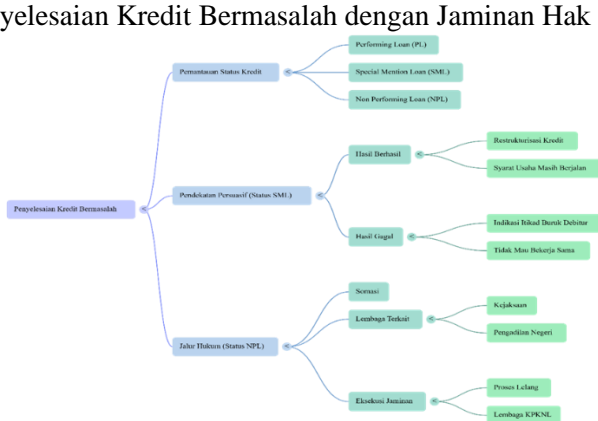 yelesaian Kredit Bermasalah dengan Jaminan Hak
Performing Loan (PL)
Pemantauan Status Kredit
Special Mention Loan (SML)
Non Performing Loan (NPL)
Restrukturisasi Kredit
Hasil Berhasil
Syarat Usaha Masih Berjalan
Pendekatan Persuasif (Status SML)
Penyelesaian Kredit Bermasalah
Indikasi Itikad Buruk Debitur
Hasil Gagal
Tidak Mau Bekerja Sama
Somasi
Kejaksaan
Lembaga Terkait
Pengadilan Negeri
Jalur Hukum (Status NPL)
Proses Lelang
Eksekusi Jaminan
Lembaga KPKNL